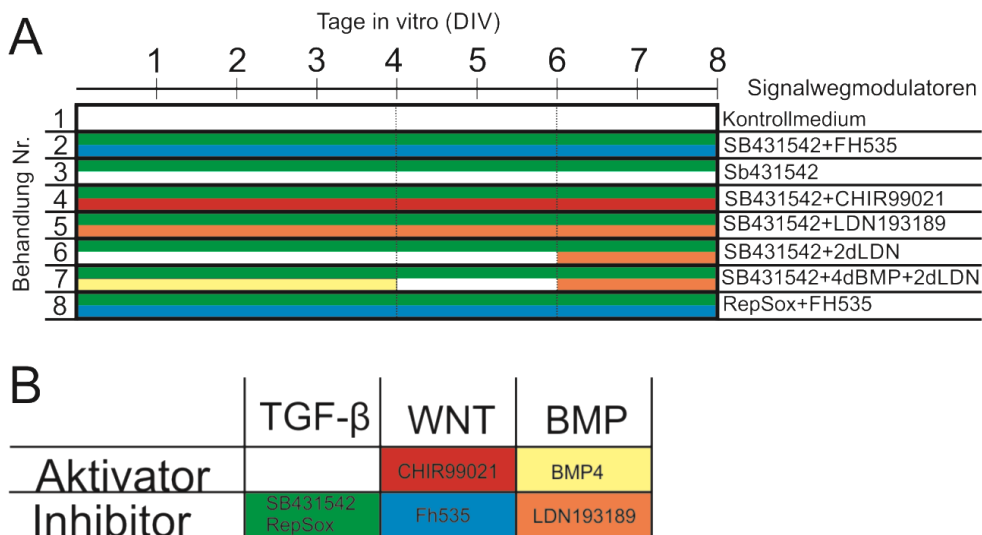 A
Tage in vitro (DIV)
1 2 3 4 5 6 7 8
Signalwegmodulatoren
Behandlung Nr.
1 Kontrollmedium
2 SB431542+FH535
3 Sb431542
4 SB431542+CHIR99021
5 SB431542+LDN193189
6 SB431542+2dLDN
7 SB431542+4dBMP+2dLDN
8 RepSox+FH535
B
TGF-β WNT BMP
Aktivator CHIR99021 BMP4
Inhibitor SB431542 RepSox Fh535 LDN193189